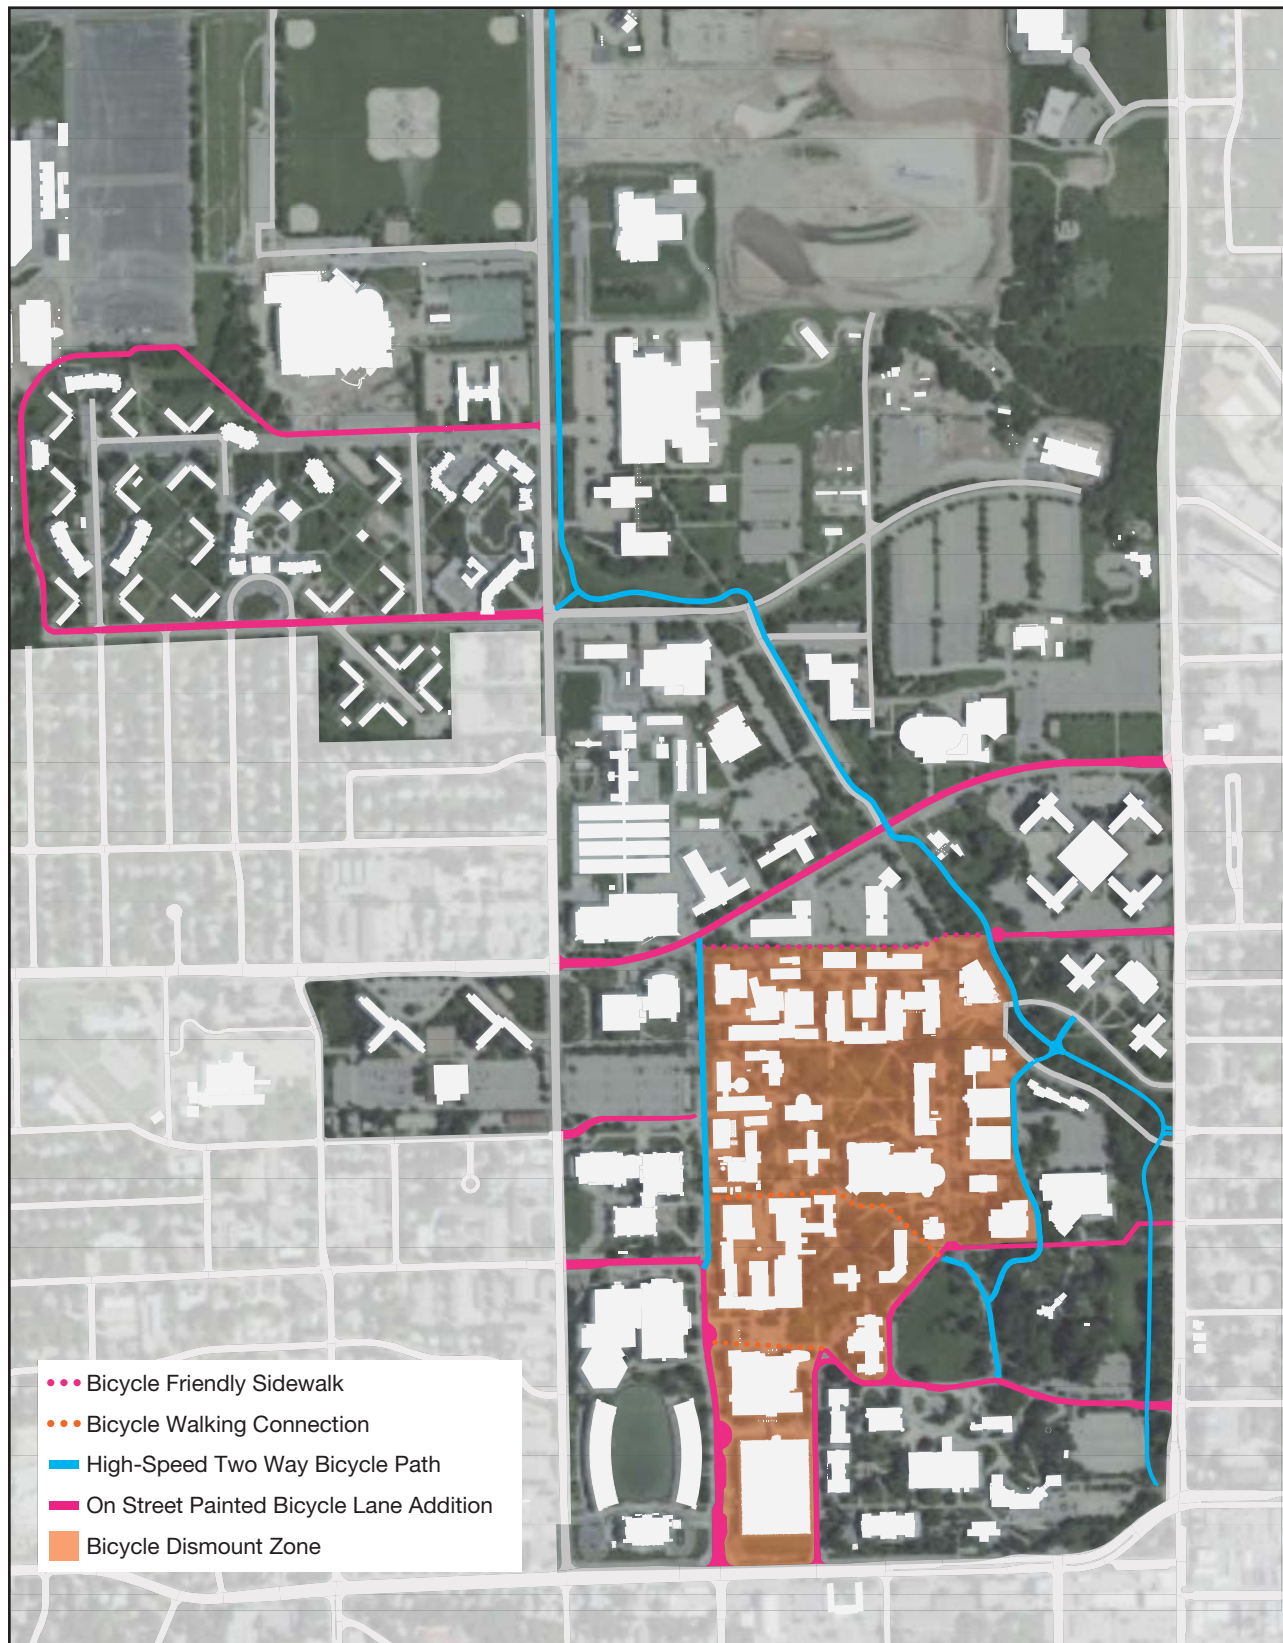 Bicycle Friendly Sidewalk
Bicycle Walking Connection
High-Speed Two Way Bicycle Path
On Street Painted Bicycle Lane Addition
Bicycle Dismount Zone